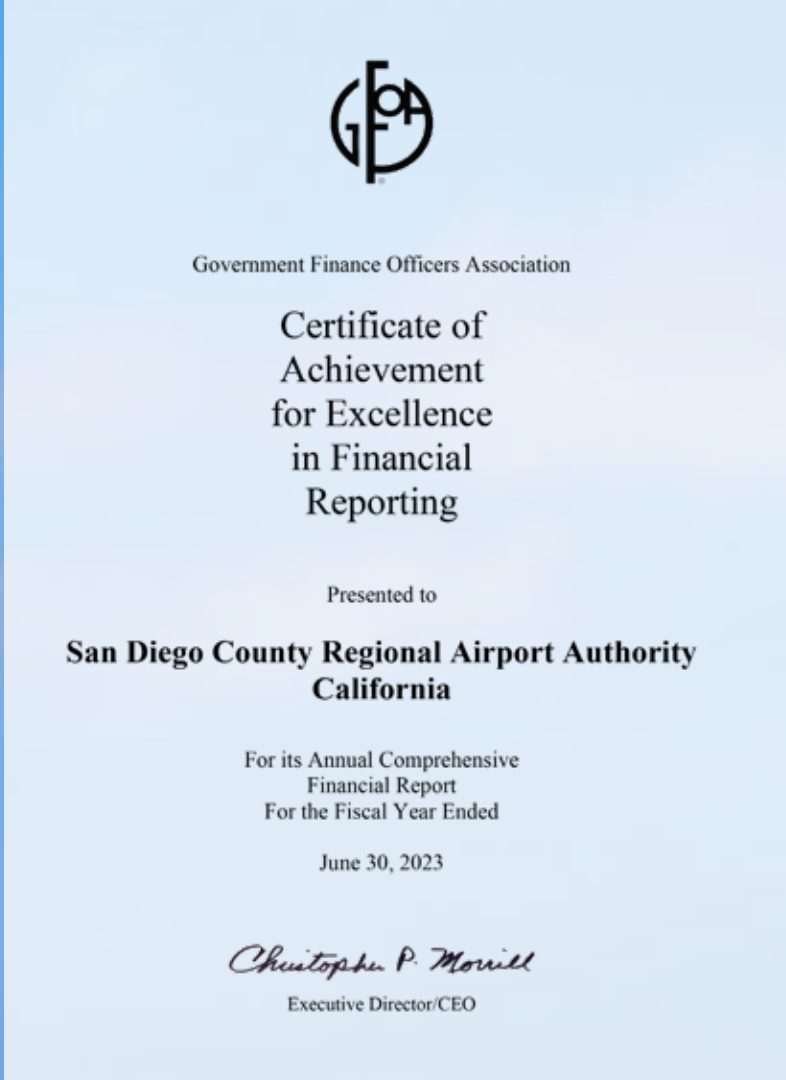 GFOA
Government Finance Officers Association
Certificate of
Achievement
for Excellence
in Financial
Reporting
Presented to
San Diego County Regional Airport Authority
California
For its Annual Comprehensive
Financial Report
For the Fiscal Year Ended
June 30, 2023
Christopher P. Morrill
Executive Director/CEO